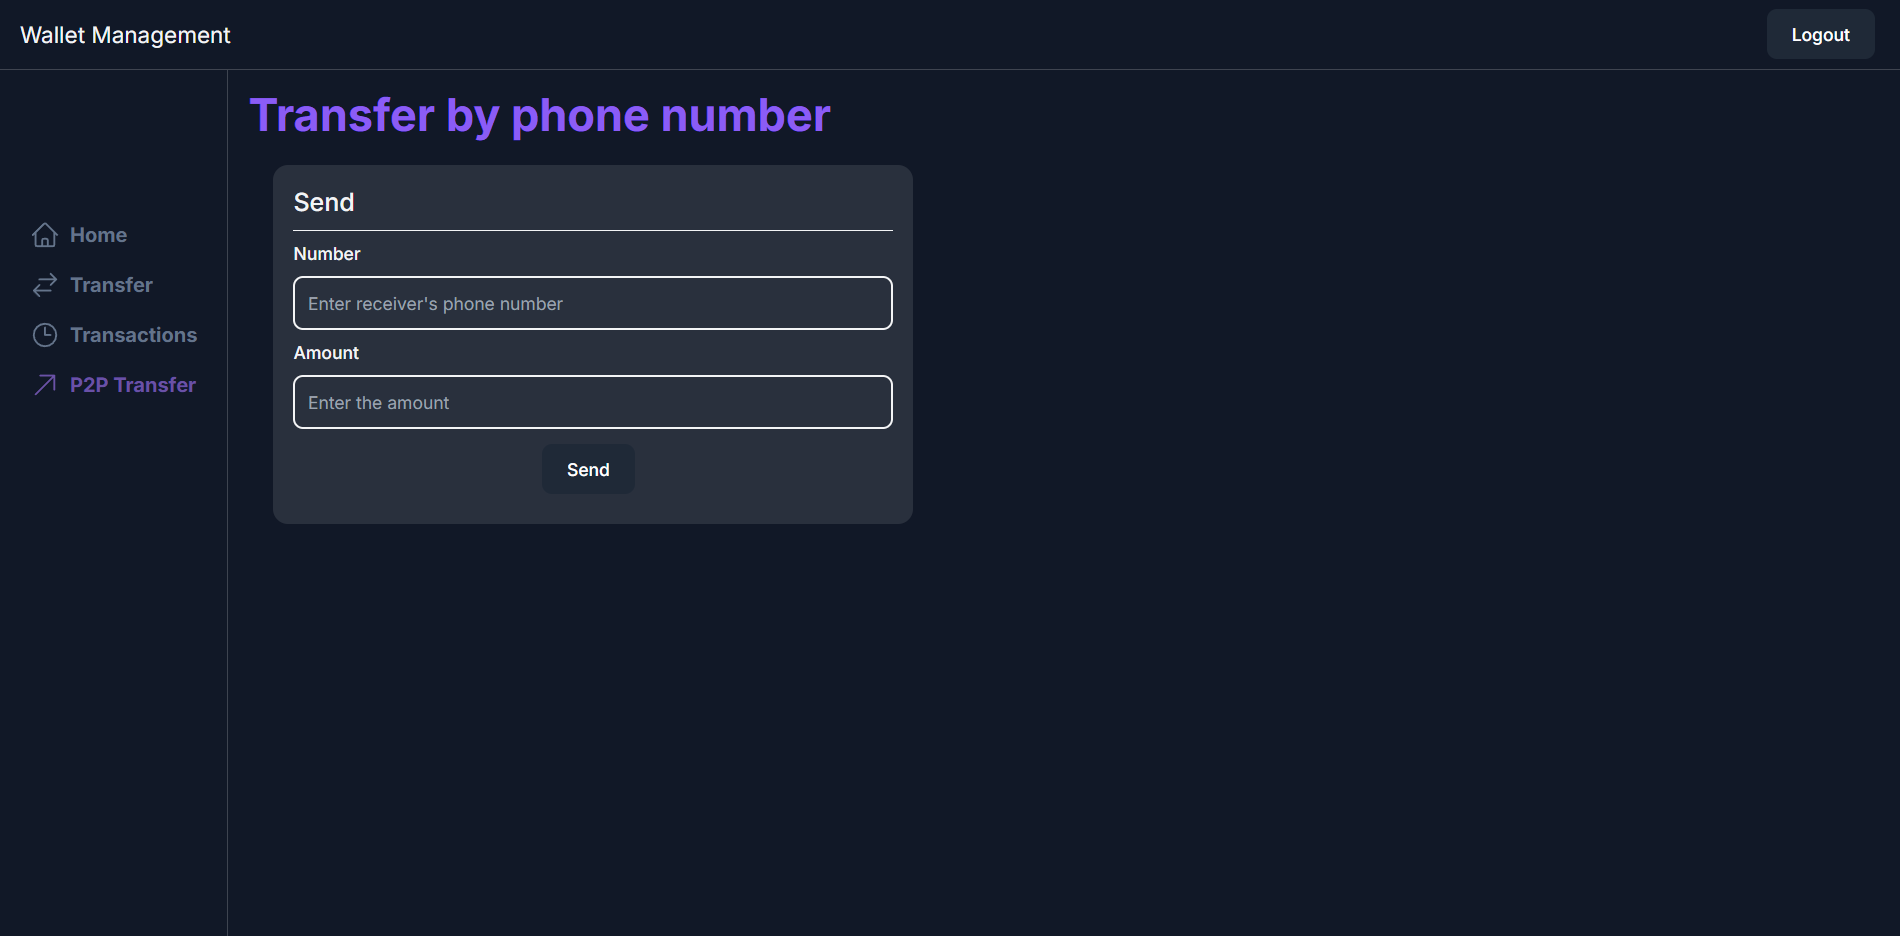 Wallet Management
Logout
Home
Transfer
Transactions
P2P Transfer
Transfer by phone number
Send
Number
Enter receiver's phone number
Amount
Enter the amount
Send